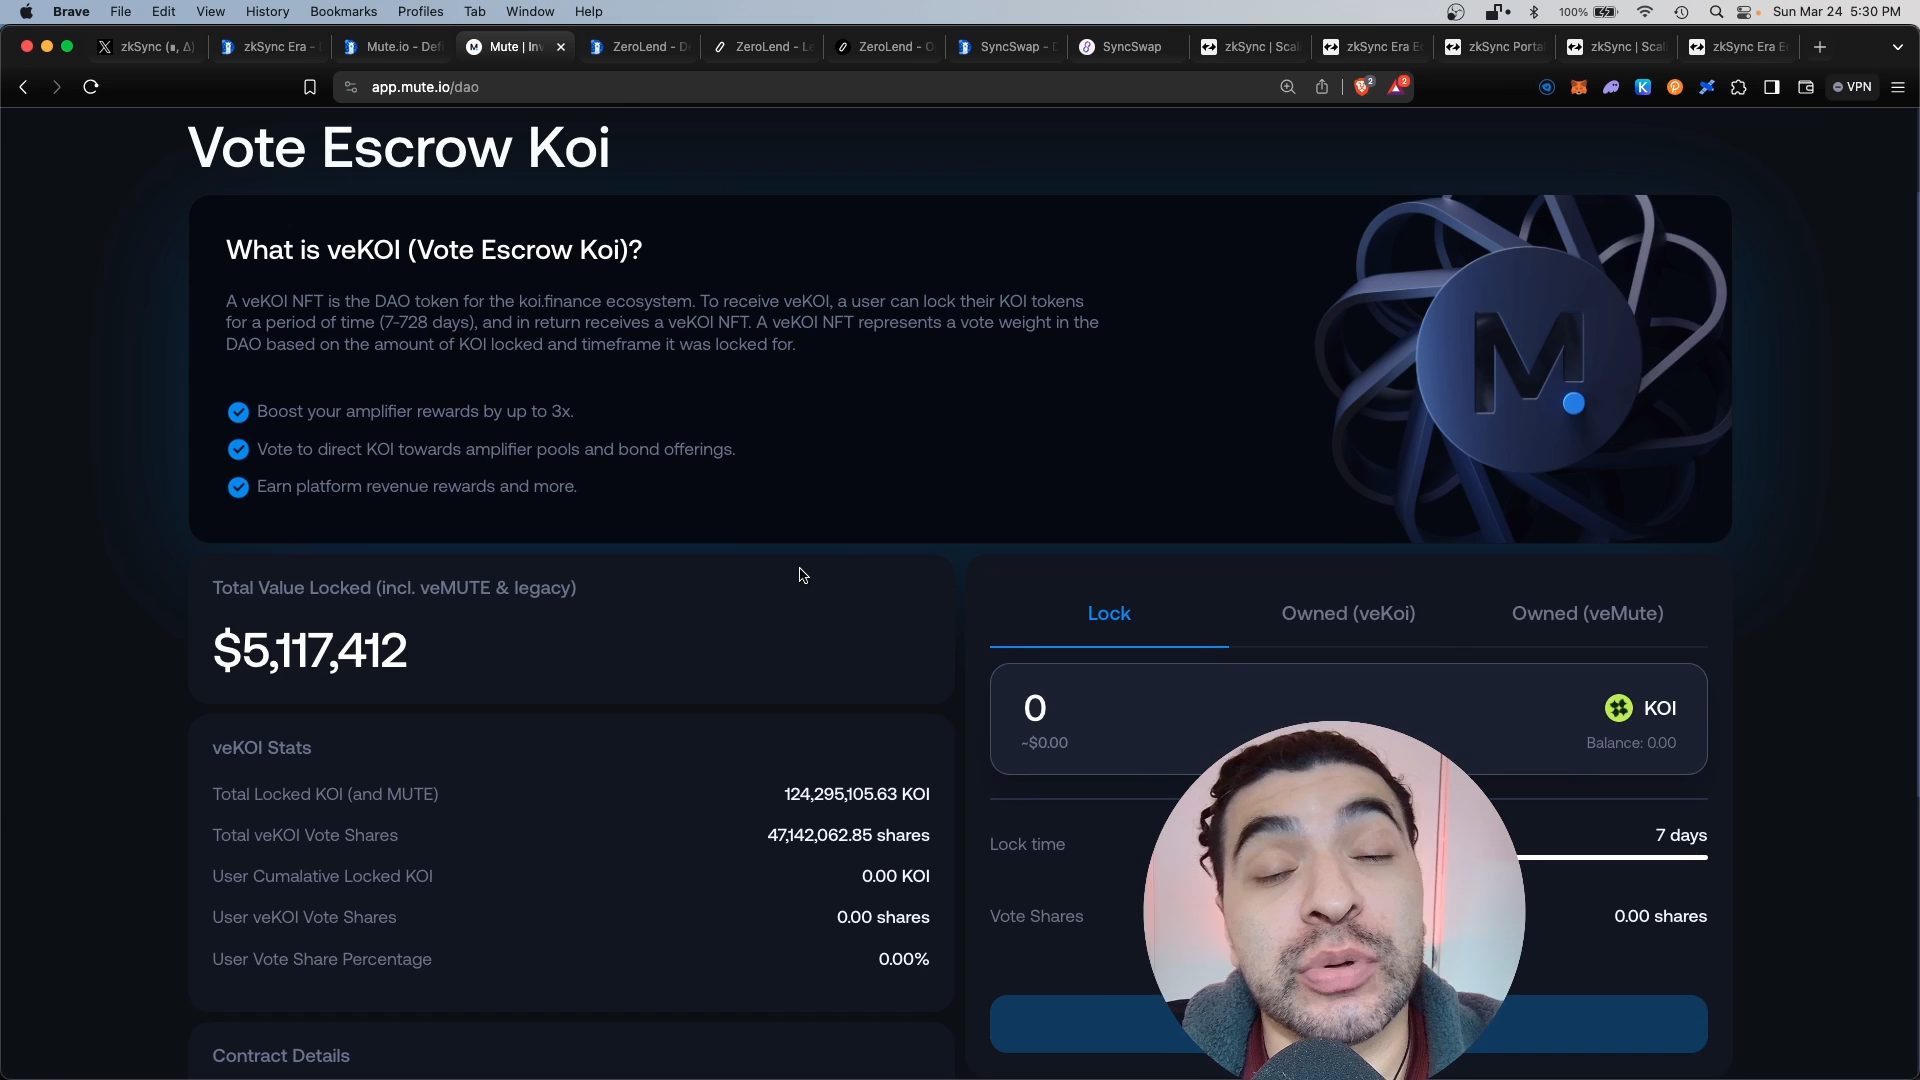 Brave File Edit View History Bookmarks Profiles Tab Window Help
100% Sun Mar 24 5:30 PM
zkSync (∎, ∆)
zkSync Era -
Mute.io - Defi
Mute | Inv
ZeroLend - D
ZeroLend - Le
ZeroLend - O
SyncSwap - D
SyncSwap
zkSync | Scal
zkSync Era Ec
zkSync Porta
zkSync | Scal
zkSync Era Ec
app.mute.io/dao
2
2
K
VPN
Vote Escrow Koi
What is veKOI (Vote Escrow Koi)?
A veKOI NFT is the DAO token for the koi.finance ecosystem. To receive veKOI, a user can lock their KOI tokens
for a period of time (7-728 days), and in return receives a veKOI NFT. A veKOI NFT represents a vote weight in the
DAO based on the amount of KOI locked and timeframe it was locked for.
Boost your amplifier rewards by up to 3x.
Vote to direct KOI towards amplifier pools and bond offerings.
Earn platform revenue rewards and more.
M
Total Value Locked (incl. veMUTE & legacy)
$5,117,412
veKOI Stats
Total Locked KOI (and MUTE) 124,295,105.63 KOI
Total veKOI Vote Shares 47,142,062.85 shares
User Cumalative Locked KOI 0.00 KOI
User veKOI Vote Shares 0.00 shares
User Vote Share Percentage 0.00%
Contract Details
Lock Owned (veKoi) Owned (veMute)
0 KOI
~$0.00 Balance: 0.00
Lock time 7 days
Vote Shares 0.00 shares